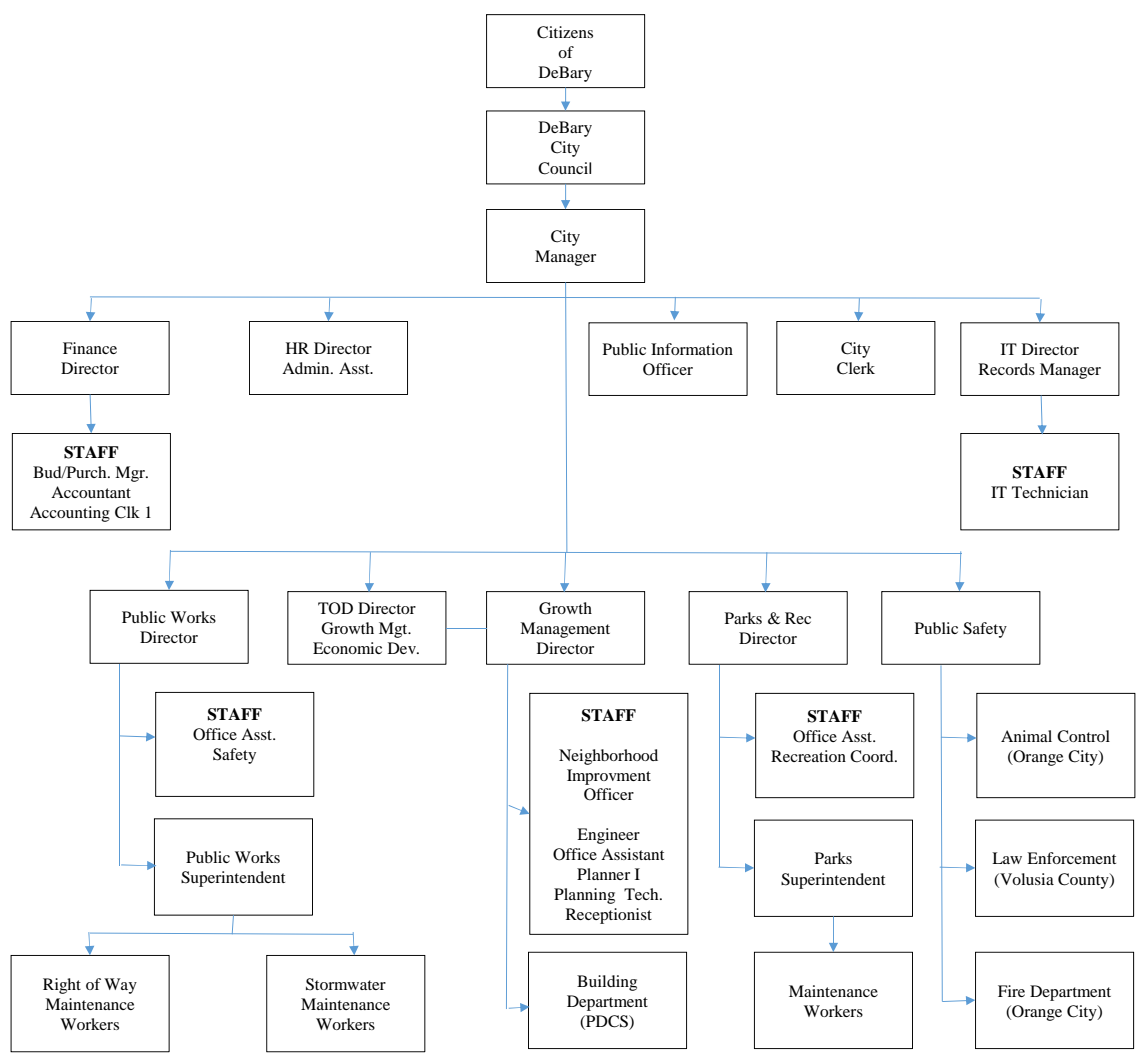 Citizens
of
DeBary
DeBary
City
Council
City
Manager
Finance
Director
HR Director
Admin. Asst.
Public Information
Officer
City
Clerk
IT Director
Records Manager
STAFF
Bud/Purch. Mgr.
Accountant
Accounting Clk 1
STAFF
IT Technician
Public Works
Director
TOD Director
Growth Mgt.
Economic Dev.
Growth
Management
Director
Parks & Rec
Director
Public Safety
STAFF
Office Asst.
Safety
STAFF
Neighborhood
Improvment
Officer
Engineer
Office Assistant
Planner I
Planning Tech.
Receptionist
STAFF
Office Asst.
Recreation Coord.
Animal Control
(Orange City)
Public Works
Superintendent
Parks
Superintendent
Law Enforcement
(Volusia County)
Right of Way
Maintenance
Workers
Stormwater
Maintenance
Workers
Building
Department
(PDCS)
Maintenance
Workers
Fire Department
(Orange City)